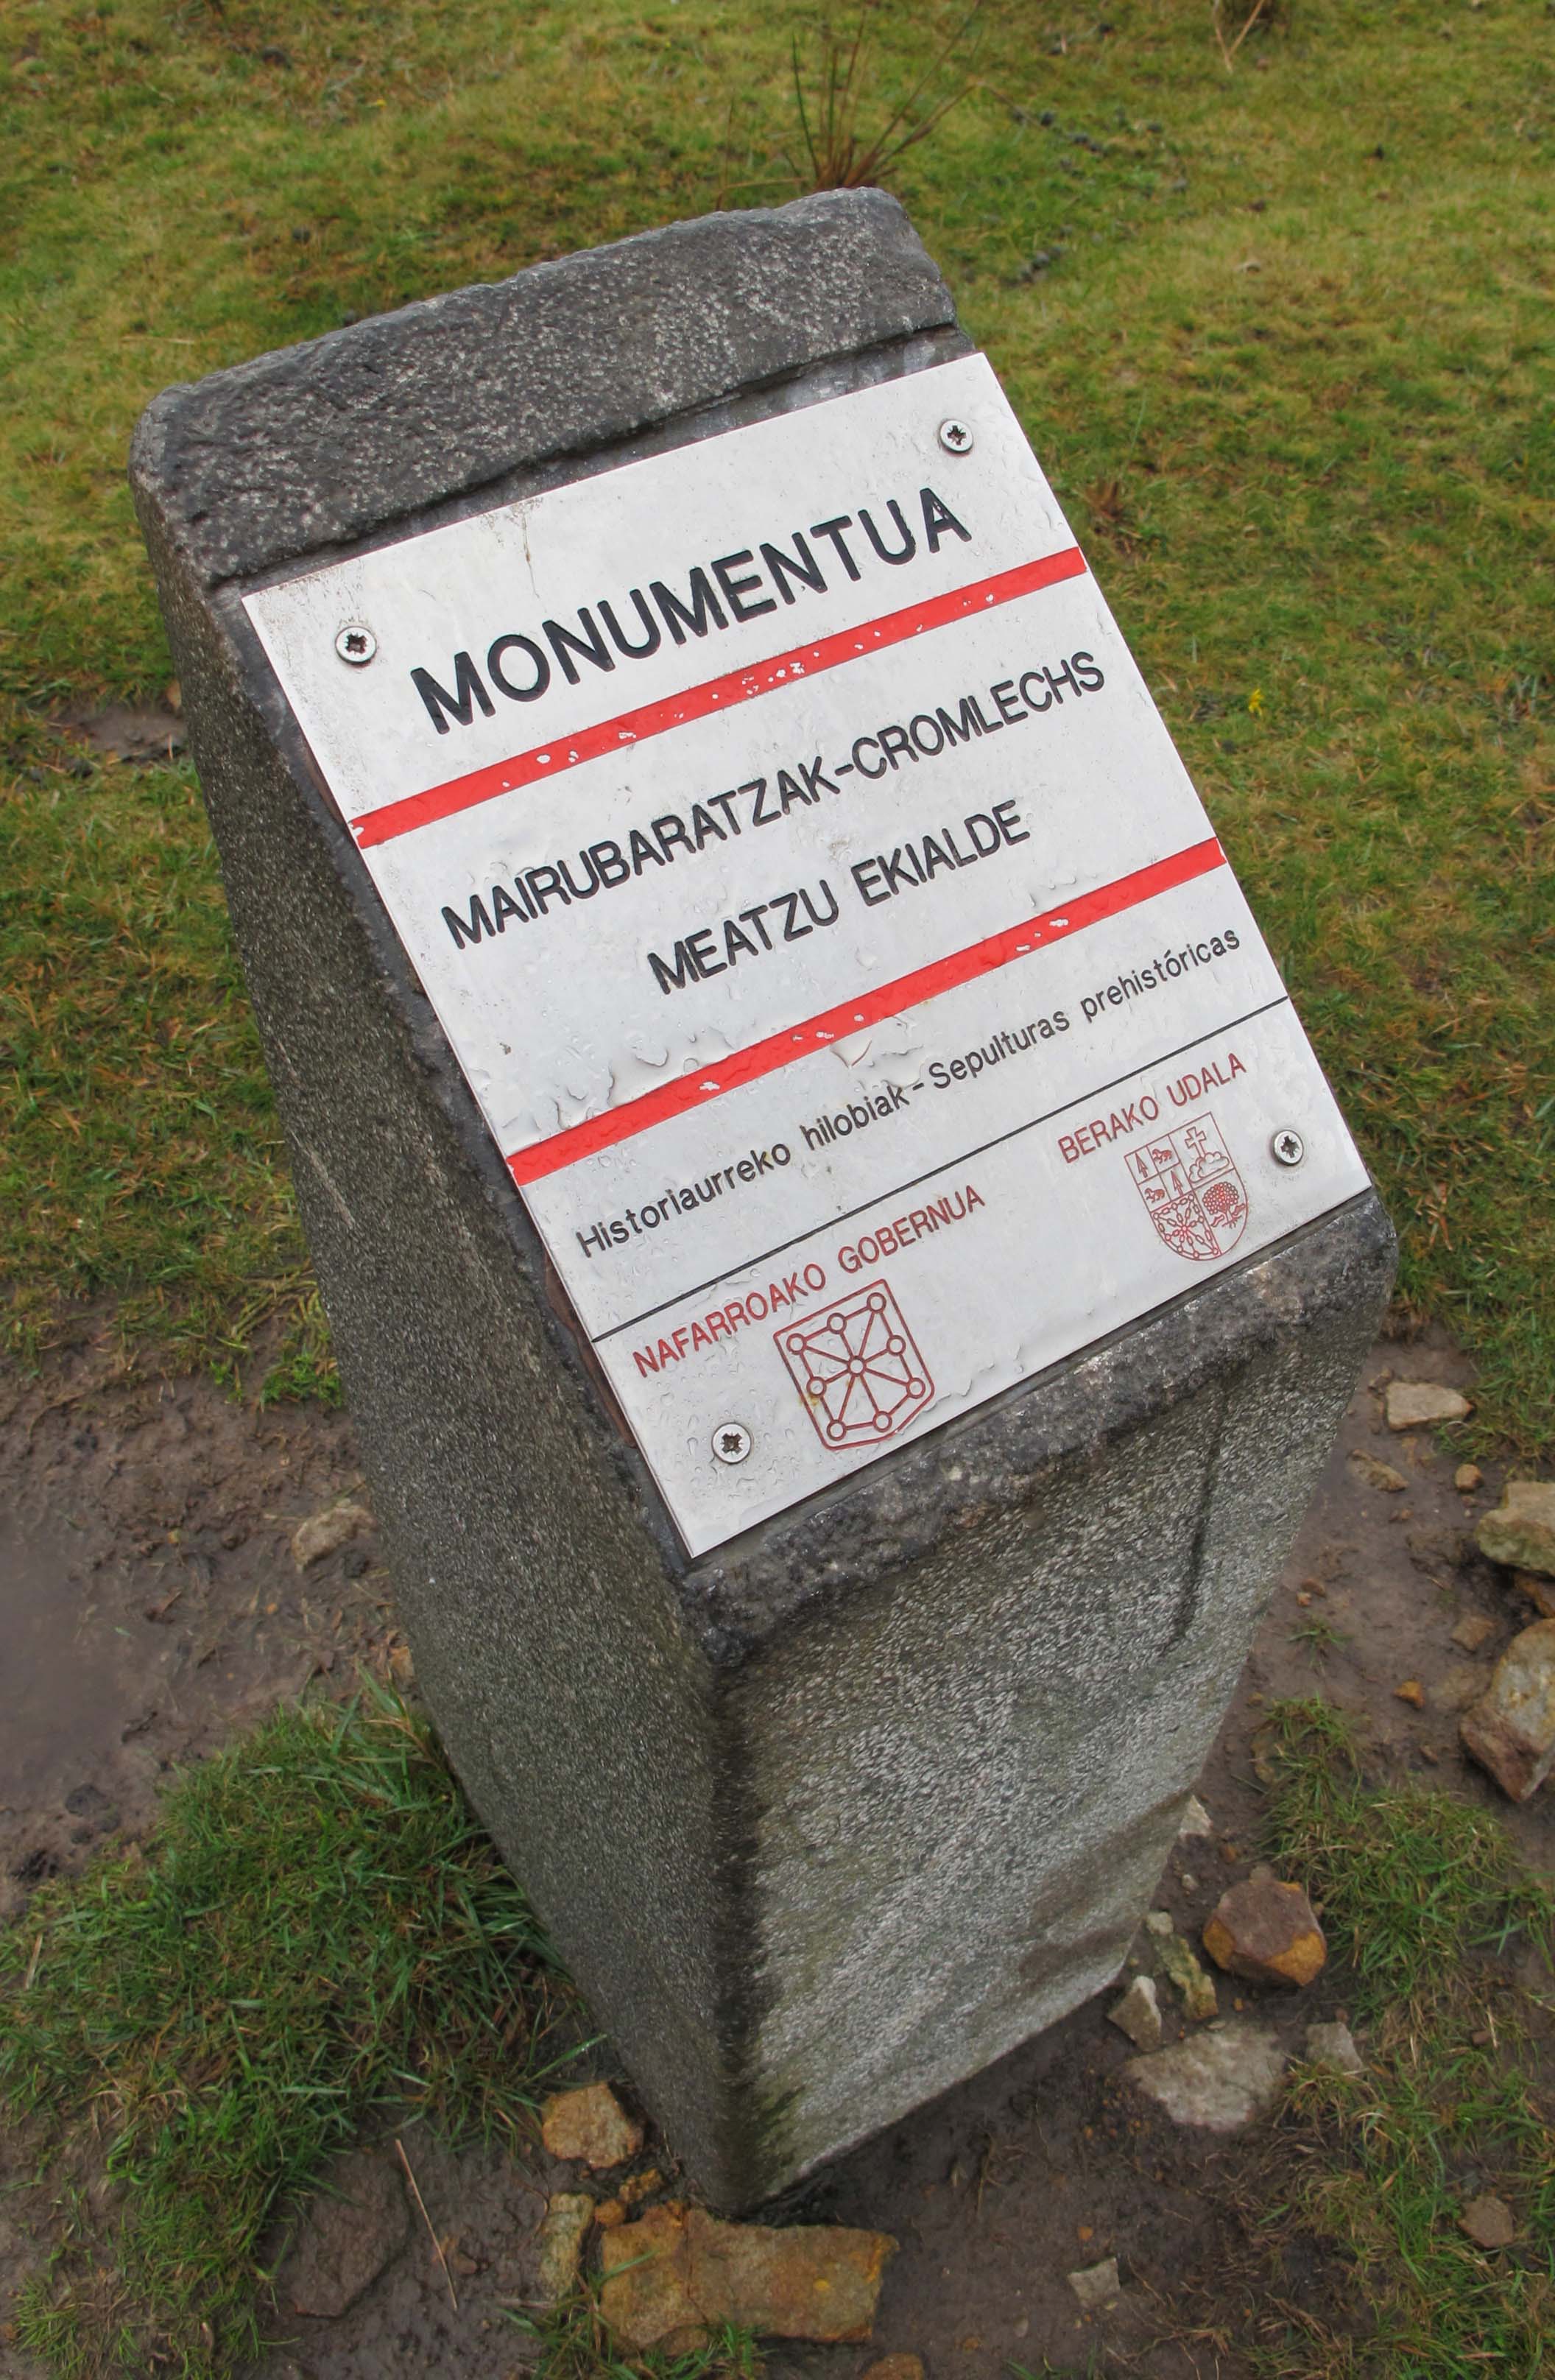 MONUMENTUA
MAIRUBARATZAK-CROMLECHS
MEATZU EKIALDE
Historiaurreko hilobiak-Sepulturas prehistóricas
NAFARROAKO GOBERNUA
BERAKO UDALA